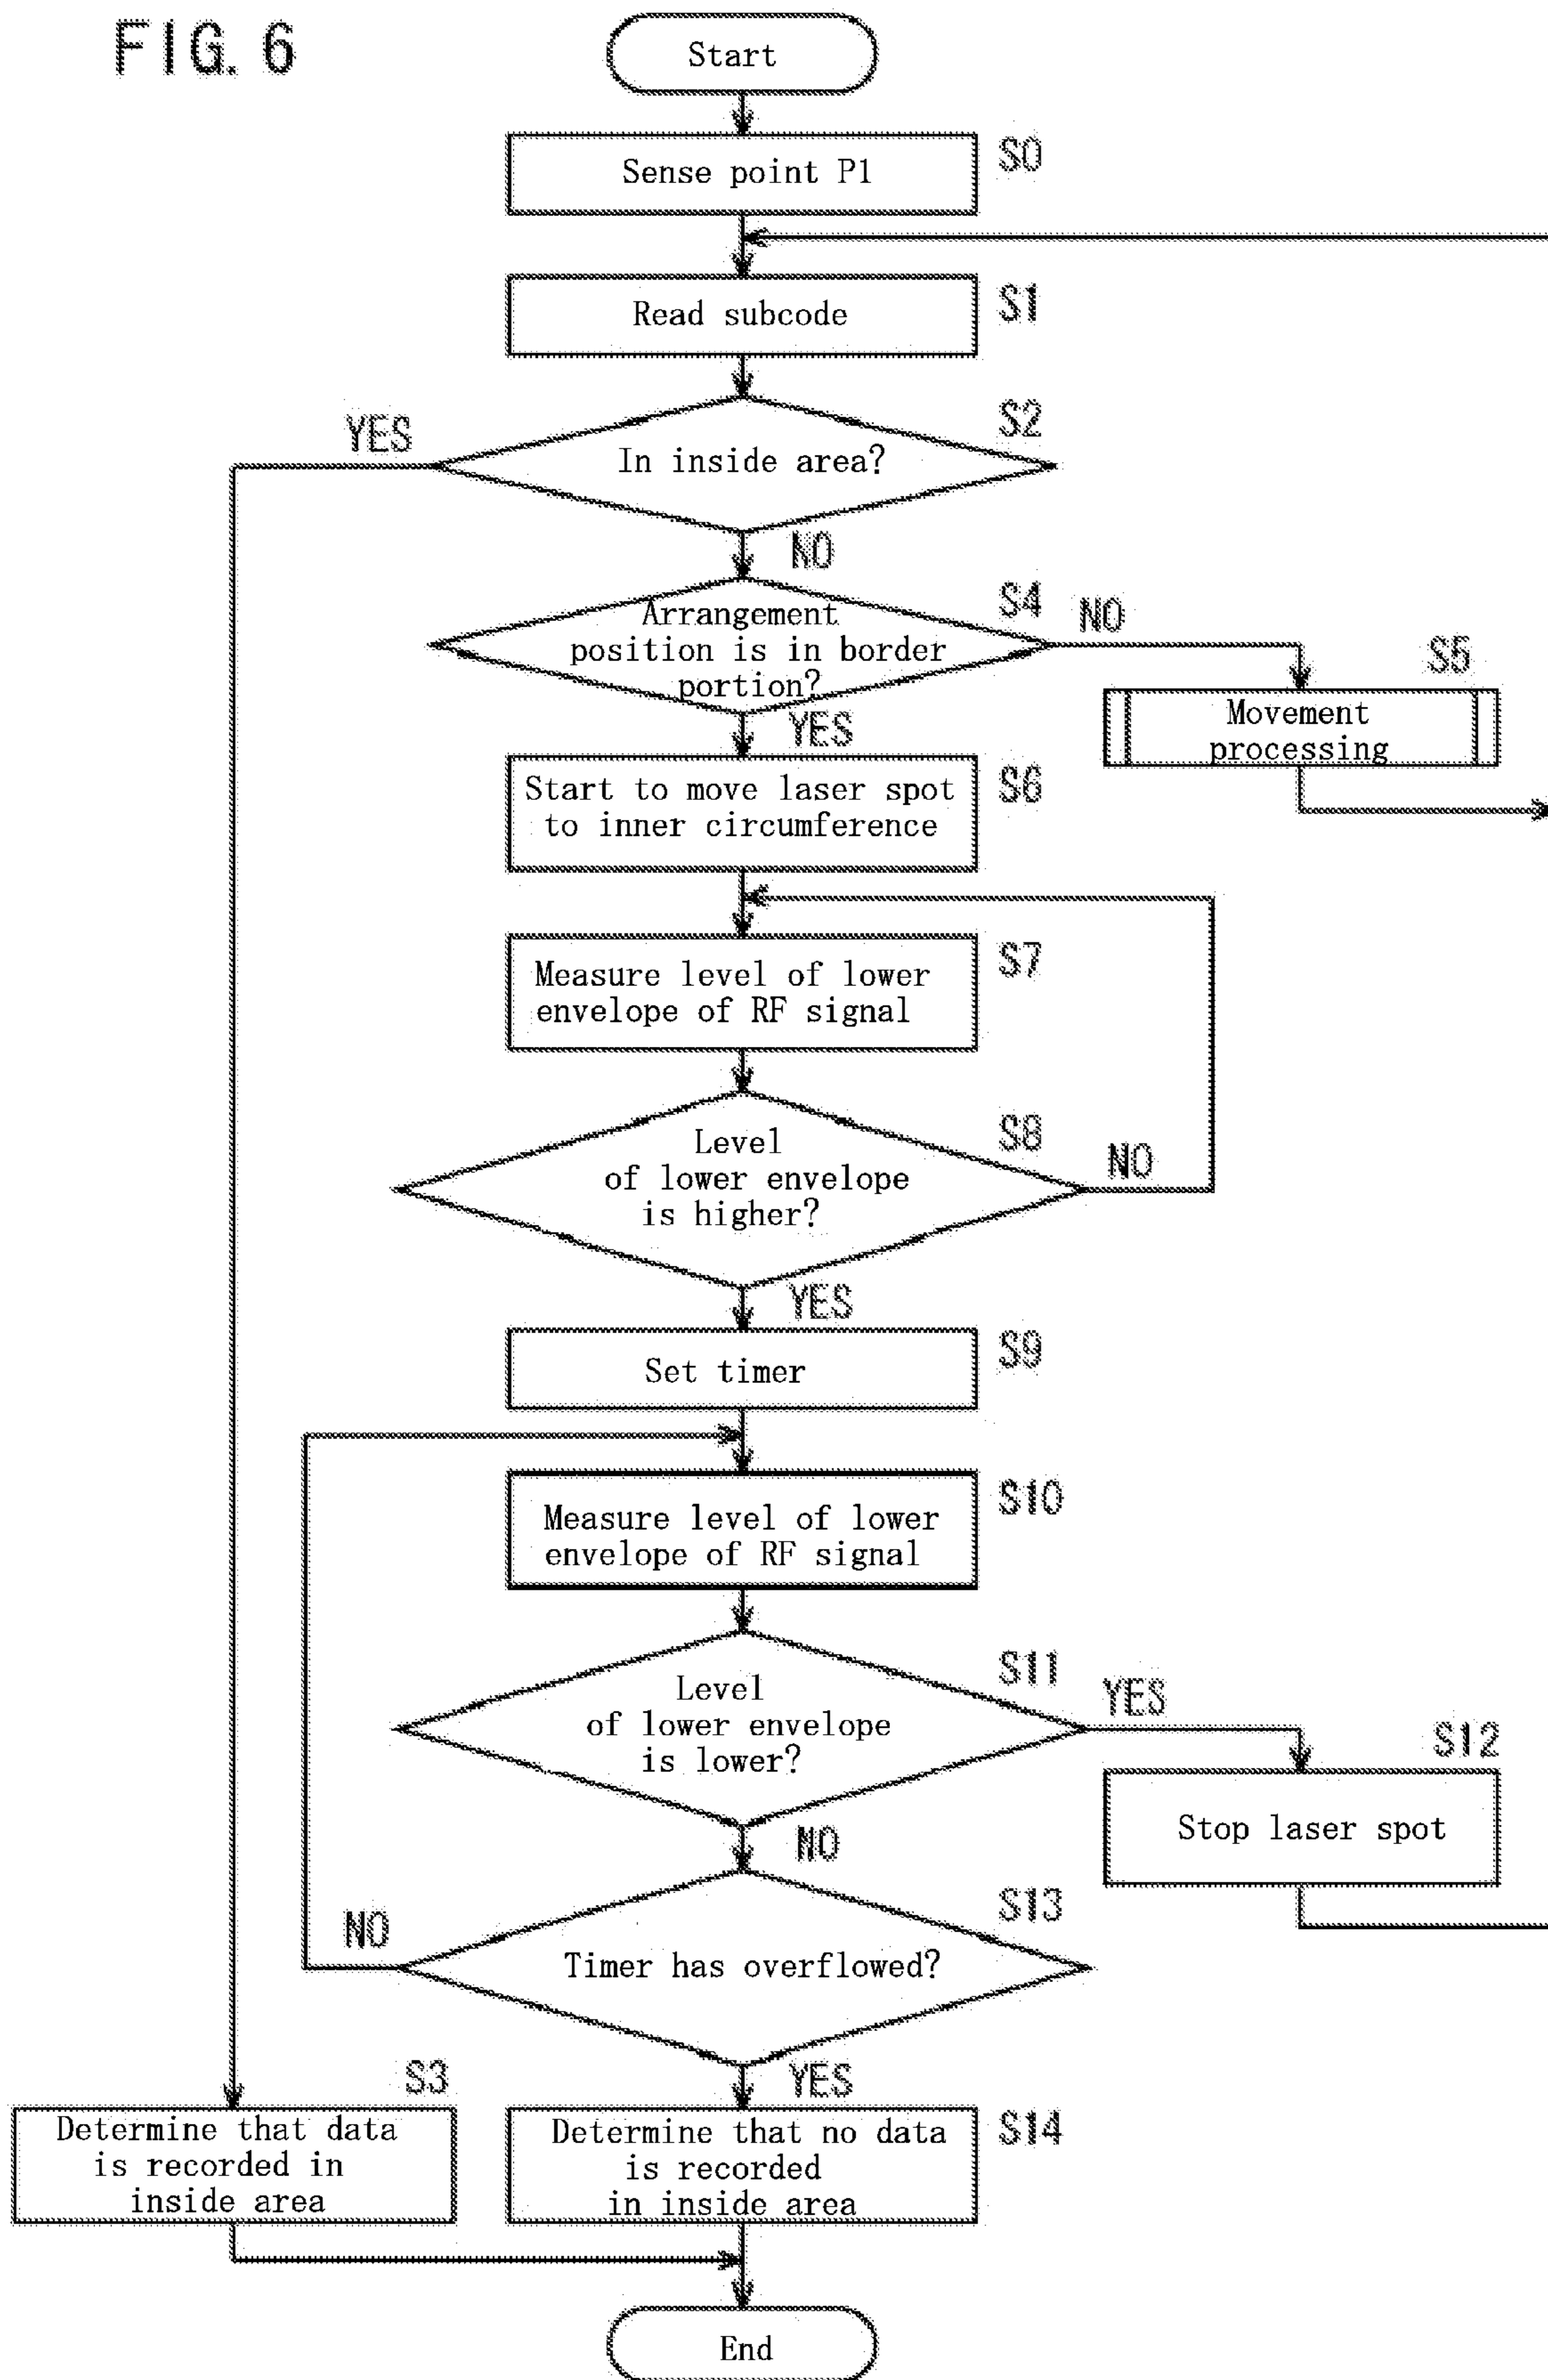 FIG. 6
Start
Sense point P1
S0
Read subcode
S1
S2
YES
In inside area?
NO
S4
NO
Arrangement
position is in border
portion?
S5
Movement
processing
YES
Start to move laser spot
to inner circumference
S6
Measure level of lower
envelope of RF signal
S7
S8
Level
of lower envelope
is higher?
NO
YES
Set timer
S9
Measure level of lower
envelope of RF signal
S10
S11
Level
of lower envelope
is lower?
YES
S12
Stop laser spot
NO
S13
NO
Timer has overflowed?
YES
S3
Determine that data
is recorded in
inside area
Determine that no data
is recorded
in inside area
S14
End